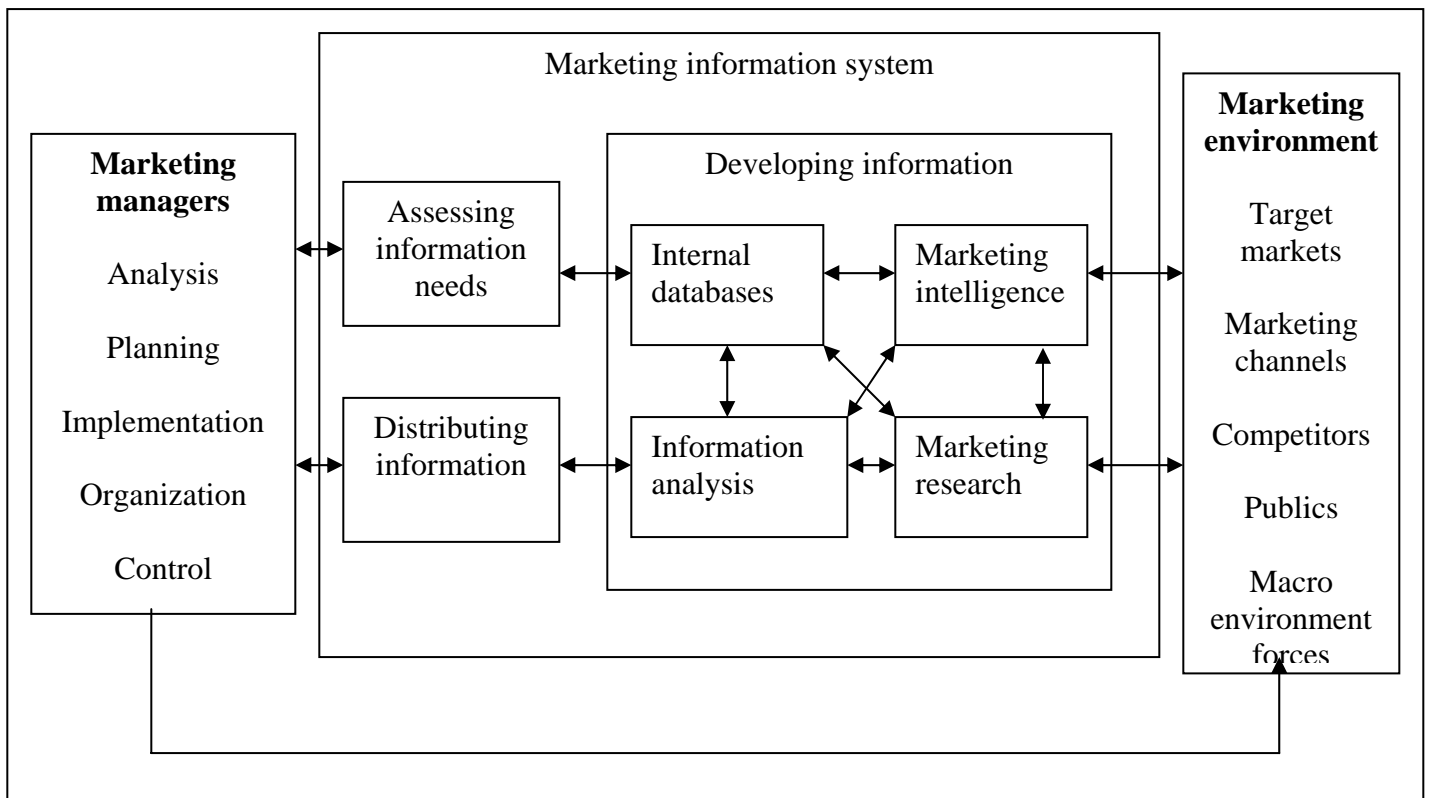 Marketing information system
Marketing
managers
Analysis
Planning
Implementation
Organization
Control
Assessing
information
needs
Distributing
information
Developing information
Internal
databases
Marketing
intelligence
Information
analysis
Marketing
research
Marketing
environment
Target
markets
Marketing
channels
Competitors
Publics
Macro
environment
forces